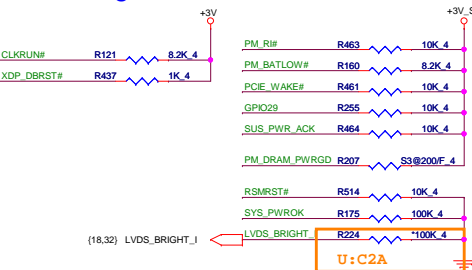 +3V
CLKRUN# R121 8.2K_4
XDP_DBRST# R437 1K_4
+3V_S
PM_RI# R463 10K_4
PM_BATLOW# R160 8.2K_4
PCIE_WAKE# R461 10K_4
GPIO29 R255 10K_4
SUS_PWR_ACK R464 10K_4
PM_DRAM_PWRGD R207 S3@200/F_4
RSMRST# R514 10K_4
SYS_PWROK R175 100K_4
{18,32} LVDS_BRIGHT_I LVDS_BRIGHT_ R224 *100K_4
U:C2A